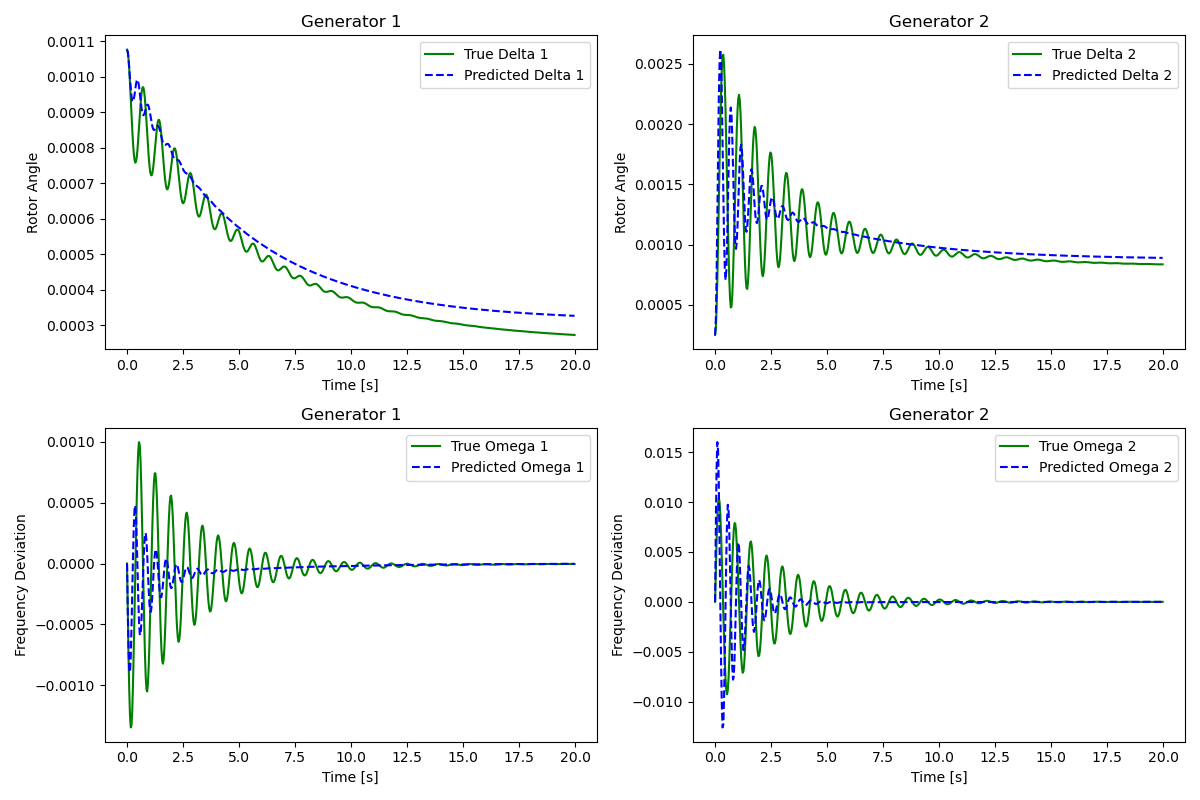 Generator 1
True Delta 1
Predicted Delta 1
Rotor Angle
0.0011
0.0010
0.0009
0.0008
0.0007
0.0006
0.0005
0.0004
0.0003
0.0 2.5 5.0 7.5 10.0 12.5 15.0 17.5 20.0
Time [s]
Generator 2
True Delta 2
Predicted Delta 2
Rotor Angle
0.0025
0.0020
0.0015
0.0010
0.0005
0.0 2.5 5.0 7.5 10.0 12.5 15.0 17.5 20.0
Time [s]
Generator 1
True Omega 1
Predicted Omega 1
Frequency Deviation
0.0010
0.0005
0.0000
−0.0005
−0.0010
0.0 2.5 5.0 7.5 10.0 12.5 15.0 17.5 20.0
Time [s]
Generator 2
True Omega 2
Predicted Omega 2
Frequency Deviation
0.015
0.010
0.005
0.000
−0.005
−0.010
0.0 2.5 5.0 7.5 10.0 12.5 15.0 17.5 20.0
Time [s]